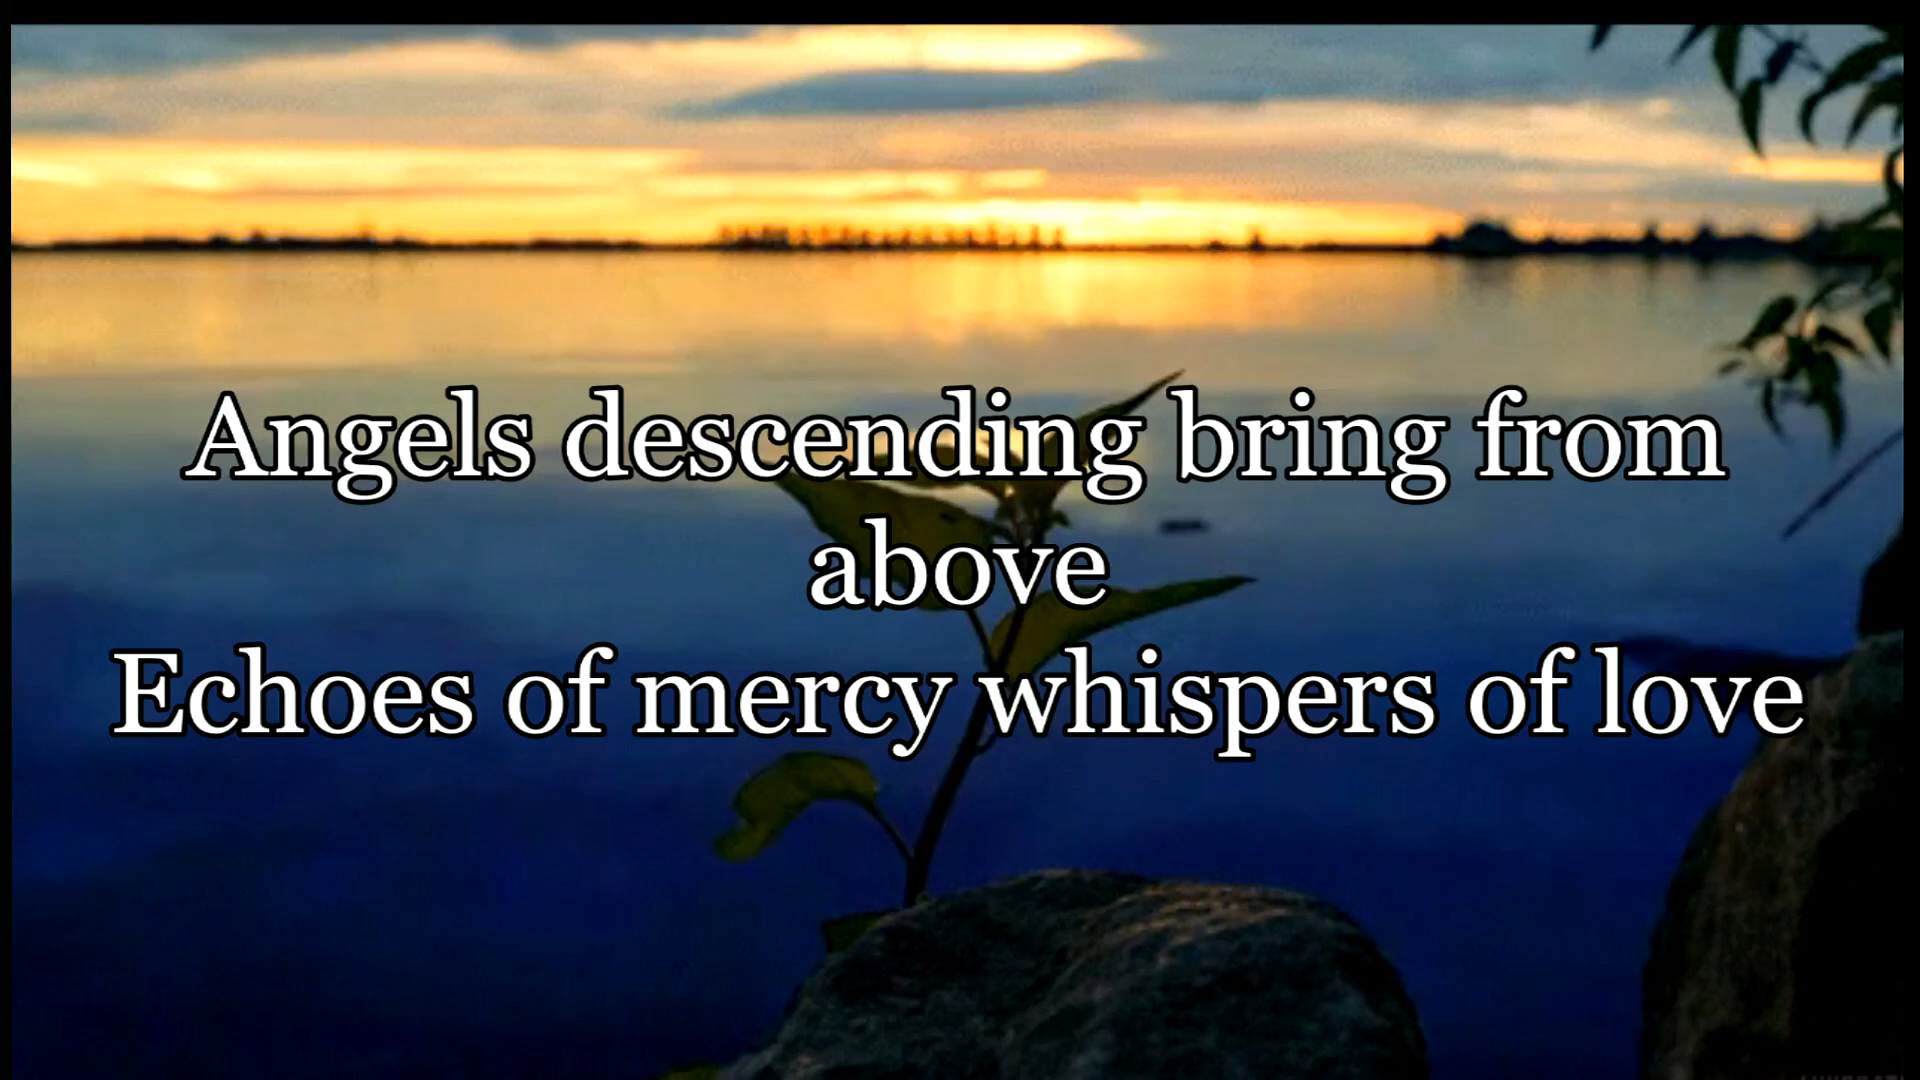 Angels descending bring from
above
Echoes of mercy whispers of love